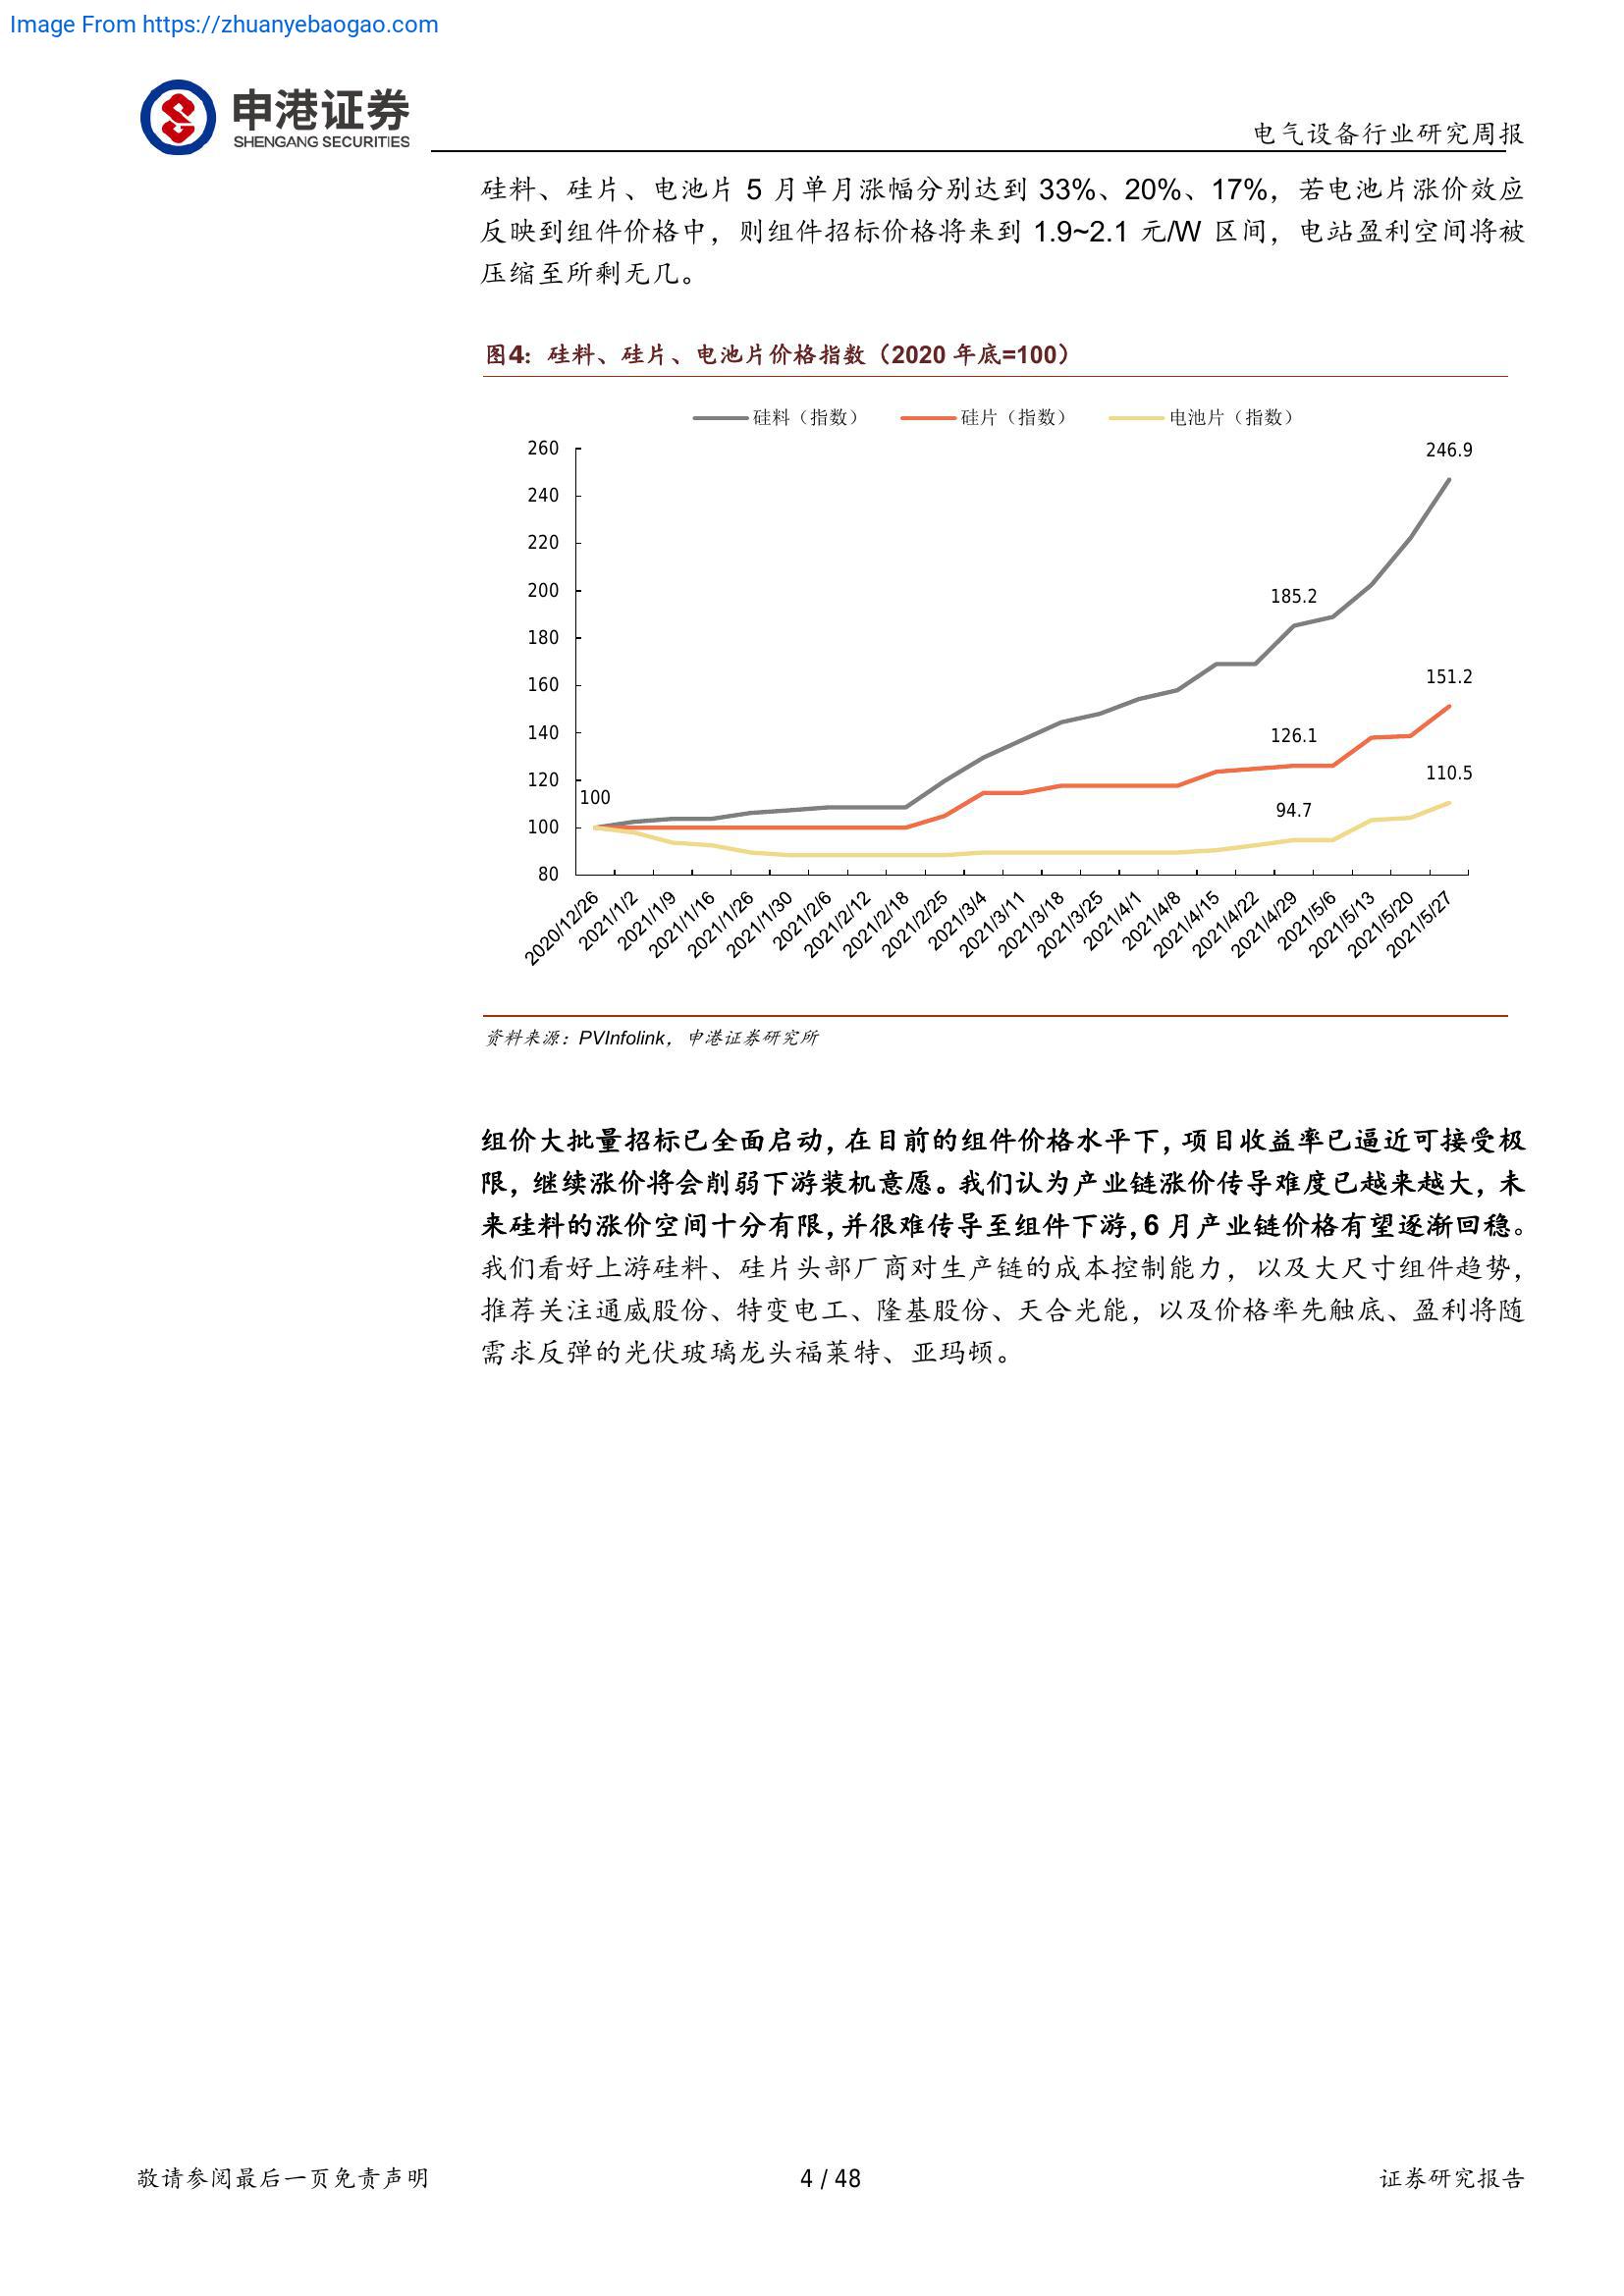 Image From https://zhuanyebaogao.com
申港证券
SHENGANG SECURITIES
电气设备行业研究周报
硅料、硅片、电池片 5 月单月涨幅分别达到 33%、20%、17%，若电池片涨价效应
反映到组件价格中，则组件招标价格将来到 1.9~2.1 元/W 区间，电站盈利空间将被
压缩至所剩无几。
图4：硅料、硅片、电池片价格指数（2020 年底=100）
硅料（指数） 硅片（指数） 电池片（指数）
260
240
220
200
180
160
140
120
100
80
246.9
185.2
151.2
126.1
110.5
94.7
100
2020/12/26
2021/1/2
2021/1/9
2021/1/16
2021/1/26
2021/1/30
2021/2/6
2021/2/12
2021/2/18
2021/2/25
2021/3/4
2021/3/11
2021/3/18
2021/3/25
2021/4/1
2021/4/8
2021/4/15
2021/4/22
2021/4/29
2021/5/6
2021/5/13
2021/5/20
2021/5/27
资料来源：PVInfolink，申港证券研究所
组价大批量招标已全面启动，在目前的组件价格水平下，项目收益率已逼近可接受极
限，继续涨价将会削弱下游装机意愿。我们认为产业链涨价传导难度已越来越大，未
来硅料的涨价空间十分有限，并很难传导至组件下游，6 月产业链价格有望逐渐回稳。
我们看好上游硅料、硅片头部厂商对生产链的成本控制能力，以及大尺寸组件趋势，
推荐关注通威股份、特变电工、隆基股份、天合光能，以及价格率先触底、盈利将随
需求反弹的光伏玻璃龙头福莱特、亚玛顿。
敬请参阅最后一页免责声明
4 / 48
证券研究报告